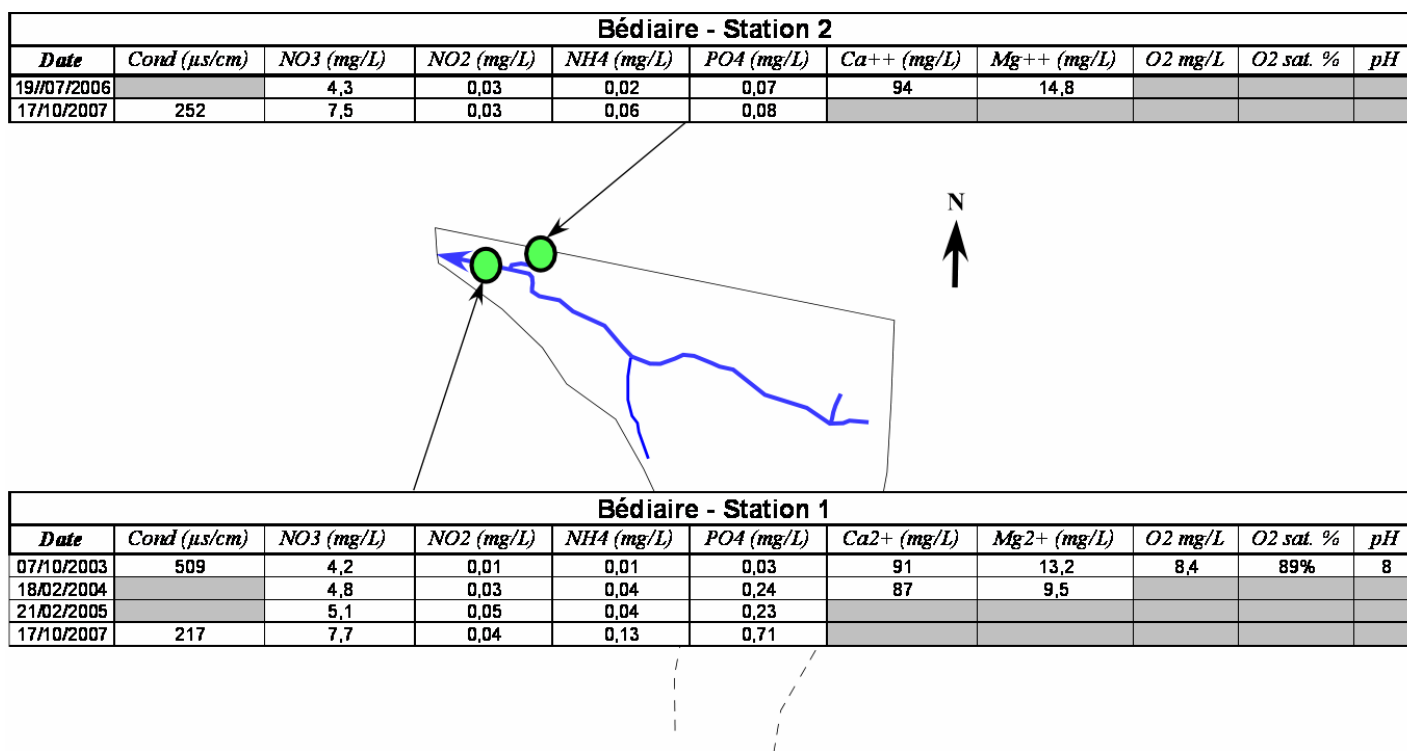 Bédiaire - Station 2
Date Cond (µs/cm) NO3 (mg/L) NO2 (mg/L) NH4 (mg/L) PO4 (mg/L) Ca++ (mg/L) Mg++ (mg/L) O2 mg/L O2 sat. % pH
19//07/2006 4,3 0,03 0,02 0,07 94 14,8
17/10/2007 252 7,5 0,03 0,06 0,08
N
Bédiaire - Station 1
Date Cond (µs/cm) NO3 (mg/L) NO2 (mg/L) NH4 (mg/L) PO4 (mg/L) Ca2+ (mg/L) Mg2+ (mg/L) O2 mg/L O2 sat. % pH
07/10/2003 509 4,2 0,01 0,01 0,03 91 13,2 8,4 89% 8
18/02/2004 4,8 0,03 0,04 0,24 87 9,5
21/02/2005 5,1 0,05 0,04 0,23
17/10/2007 217 7,7 0,04 0,13 0,71